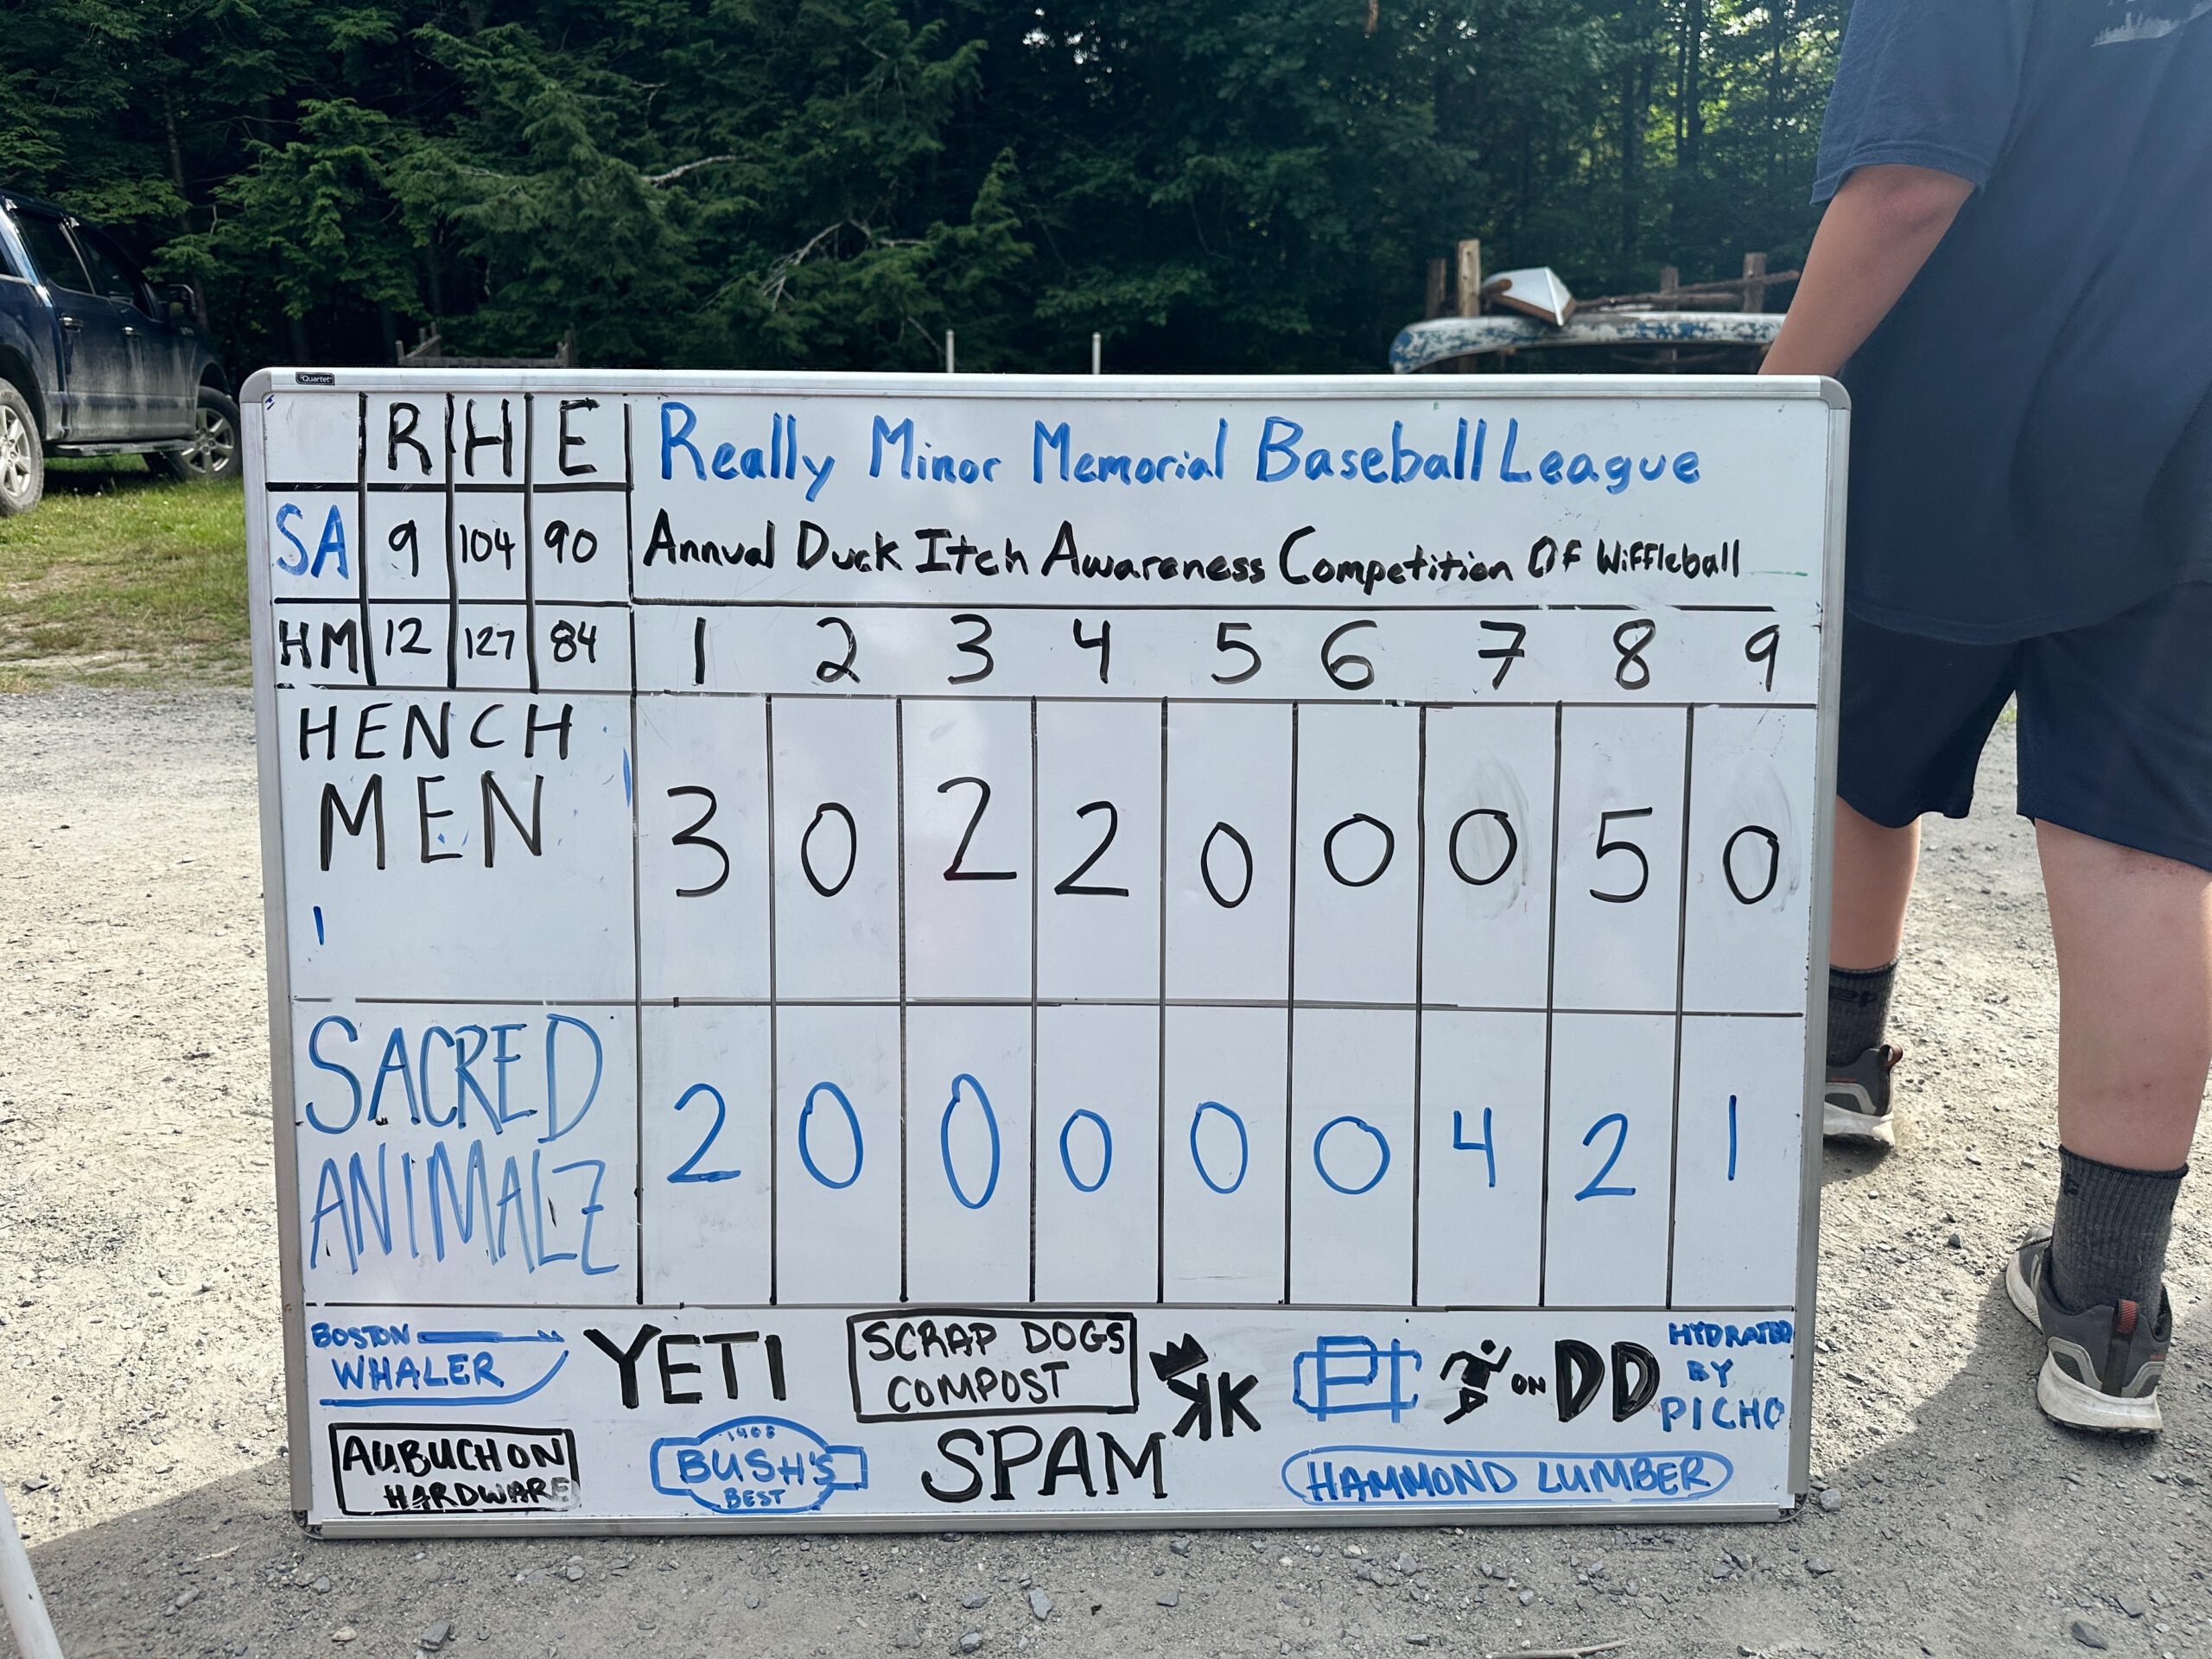 Quartet
R H E
Really Minor Memorial Baseball League
SA 9 104 90
Annual Duck Itch Awareness Competition Of Wiffleball
HM 12 127 84
1 2 3 4 5 6 7 8 9
HENCH
MEN
3 0 2 2 0 0 0 5 0
SACRED
ANIMALZ
2 0 0 0 0 0 4 2 1
BOSTON
WHALER
YETI
SCRAP DOGS
COMPOST
KK
ON DD
HYDRATED
BY
PICHO
AUBUCHON
HARDWARE
BUSH'S
BEST
SPAM
HAMMOND LUMBER